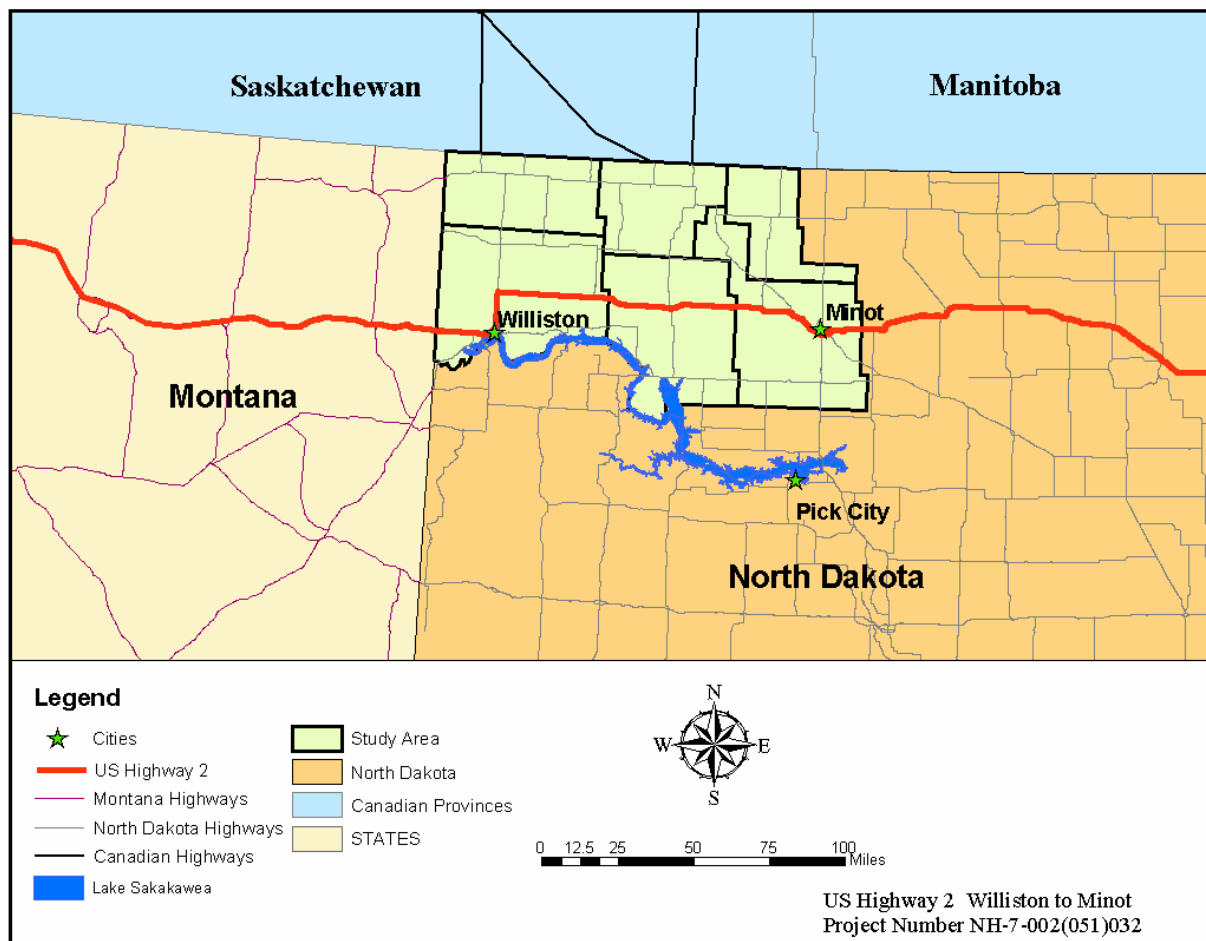 Saskatchewan
Manitoba
Williston
Minot
Montana
Pick City
North Dakota
Legend
Cities
US Highway 2
Montana Highways
North Dakota Highways
Canadian Highways
Lake Sakakawea
Study Area
North Dakota
Canadian Provinces
STATES
N
W E
S
0 12.5 25 50 75 100
Miles
US Highway 2 Williston to Minot
Project Number NH-7-002(051)032